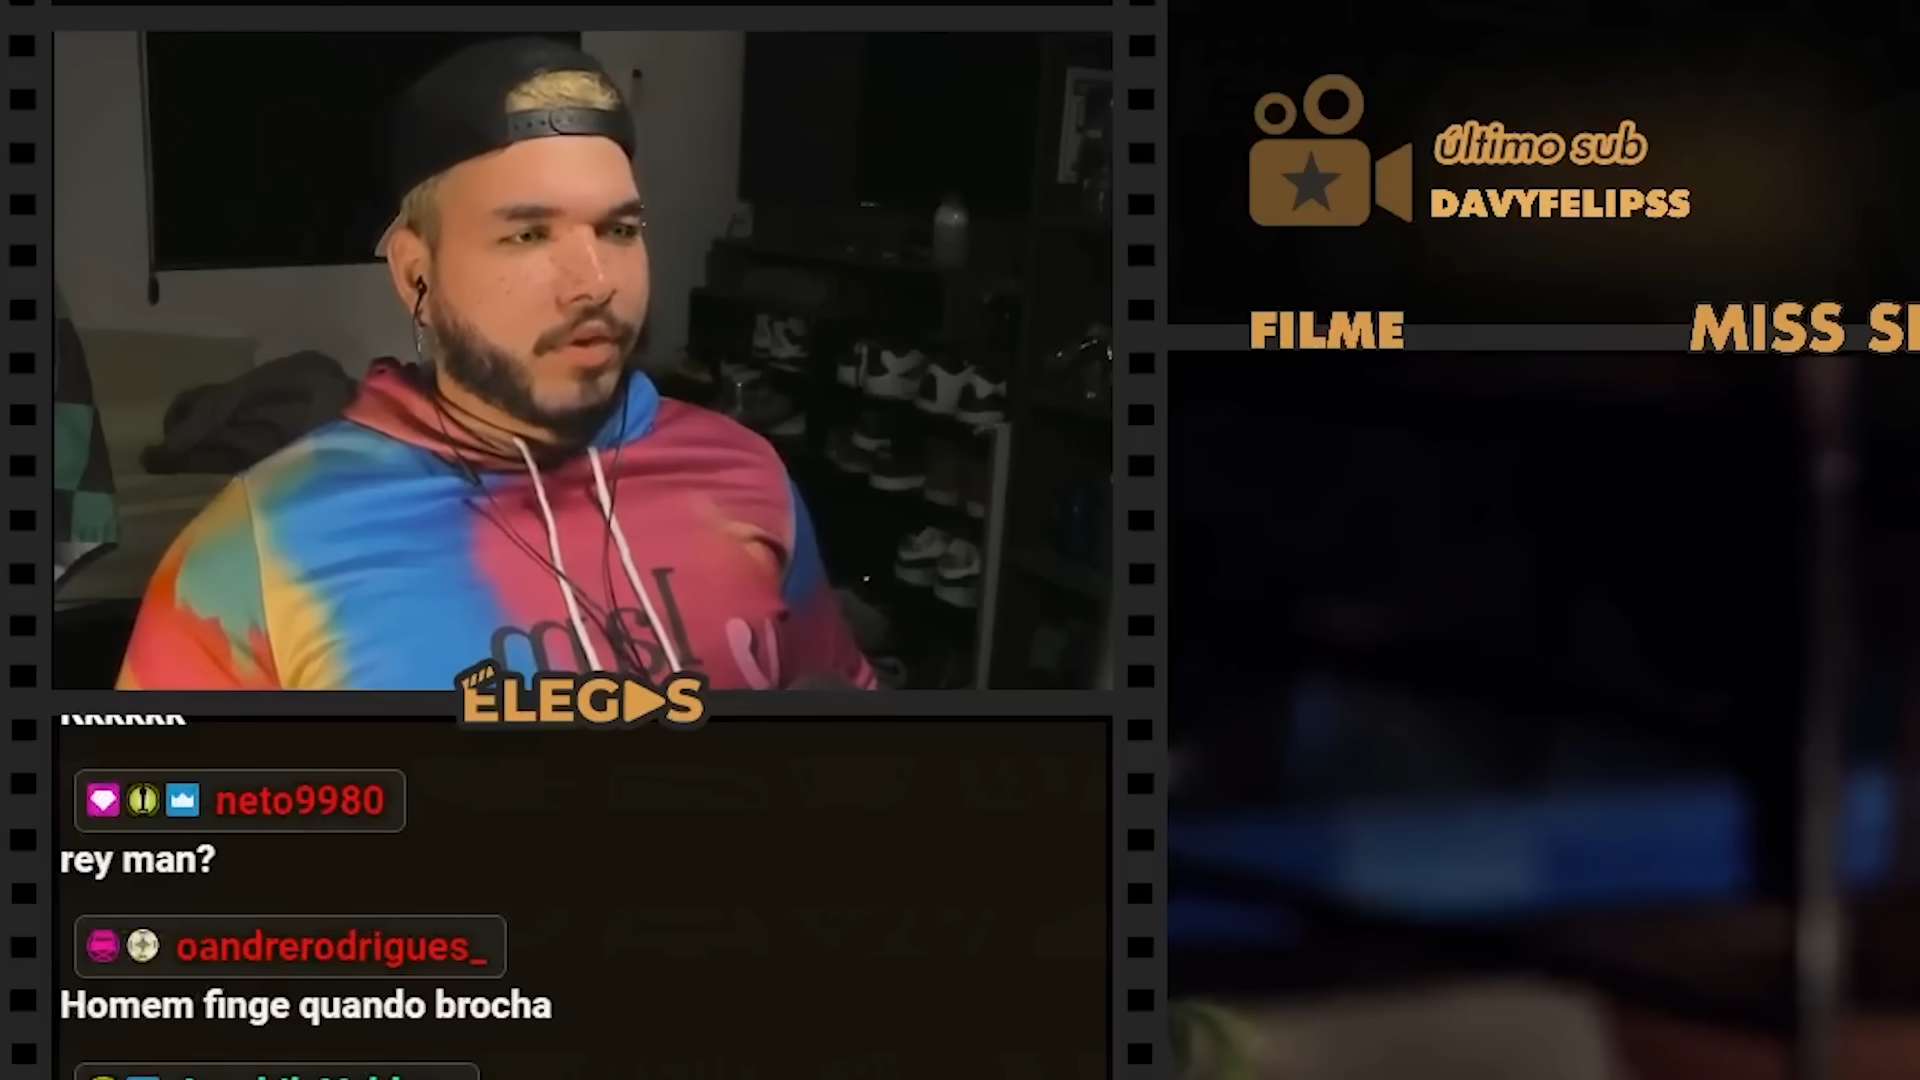 último sub
DAVYFELIPSS
FILME
MISS
ELEGOS
neto9980
rey man?
oandrerodrigues_
Homem finge quando brocha